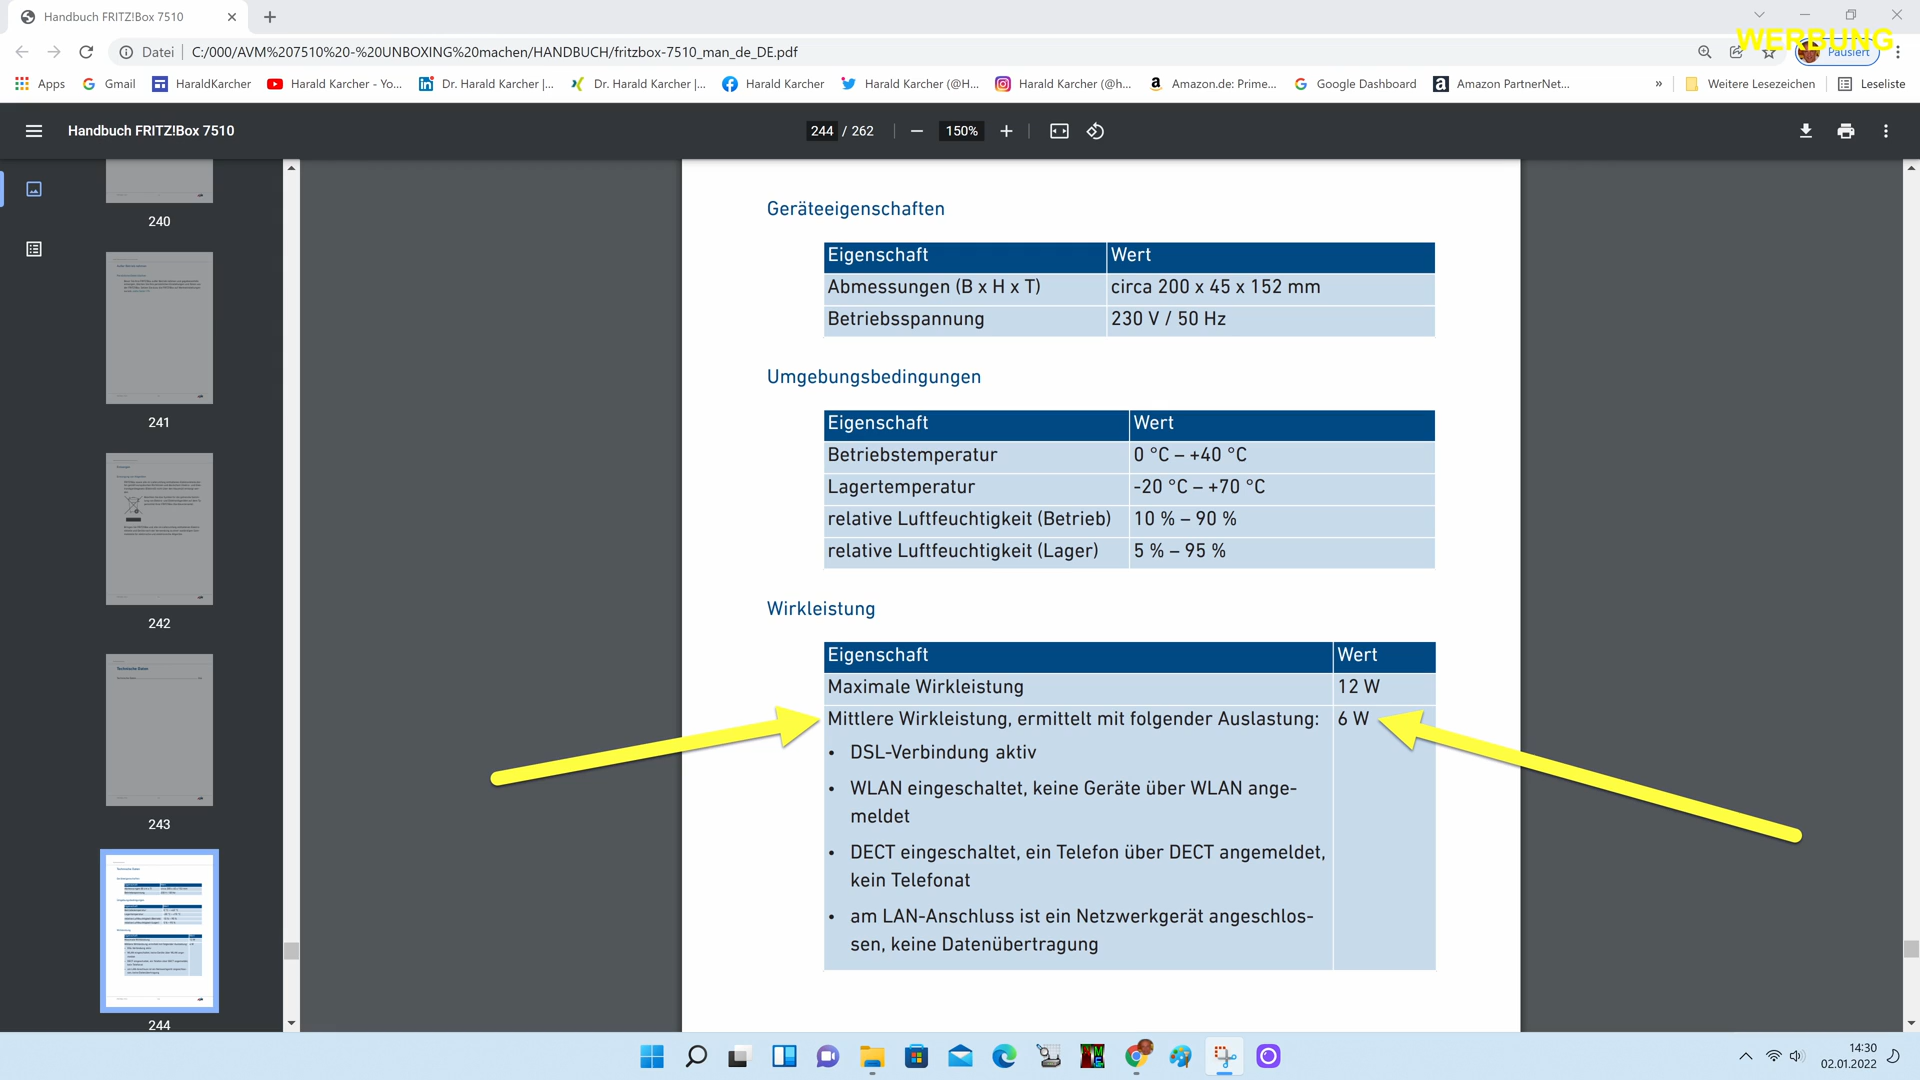 Handbuch FRITZ!Box 7510
WERBUNG
Datei C:/000/AVM%207510%20-%20UNBOXING%20machen/HANDBUCH/fritzbox-7510_man_de_DE.pdf Pausiert
Apps Gmail HaraldKarcher Harald Karcher - Yo... Dr. Harald Karcher |... Dr. Harald Karcher |... Harald Karcher Harald Karcher (@H... Harald Karcher (@h... Amazon.de: Prime... Google Dashboard Amazon PartnerNet... » Weitere Lesezeichen Leseliste
Handbuch FRITZ!Box 7510 244 / 262 150%
240
241
242
243
244
Geräteeigenschaften
Eigenschaft Wert
Abmessungen (B x H x T) circa 200 x 45 x 152 mm
Betriebsspannung 230 V / 50 Hz
Umgebungsbedingungen
Eigenschaft Wert
Betriebstemperatur 0 °C – +40 °C
Lagertemperatur -20 °C – +70 °C
relative Luftfeuchtigkeit (Betrieb) 10 % – 90 %
relative Luftfeuchtigkeit (Lager) 5 % – 95 %
Wirkleistung
Eigenschaft Wert
Maximale Wirkleistung 12 W
Mittlere Wirkleistung, ermittelt mit folgender Auslastung: 6 W
• DSL-Verbindung aktiv
• WLAN eingeschaltet, keine Geräte über WLAN ange-
meldet
• DECT eingeschaltet, ein Telefon über DECT angemeldet,
kein Telefonat
• am LAN-Anschluss ist ein Netzwerkgerät angeschlos-
sen, keine Datenübertragung
14:30
02.01.2022